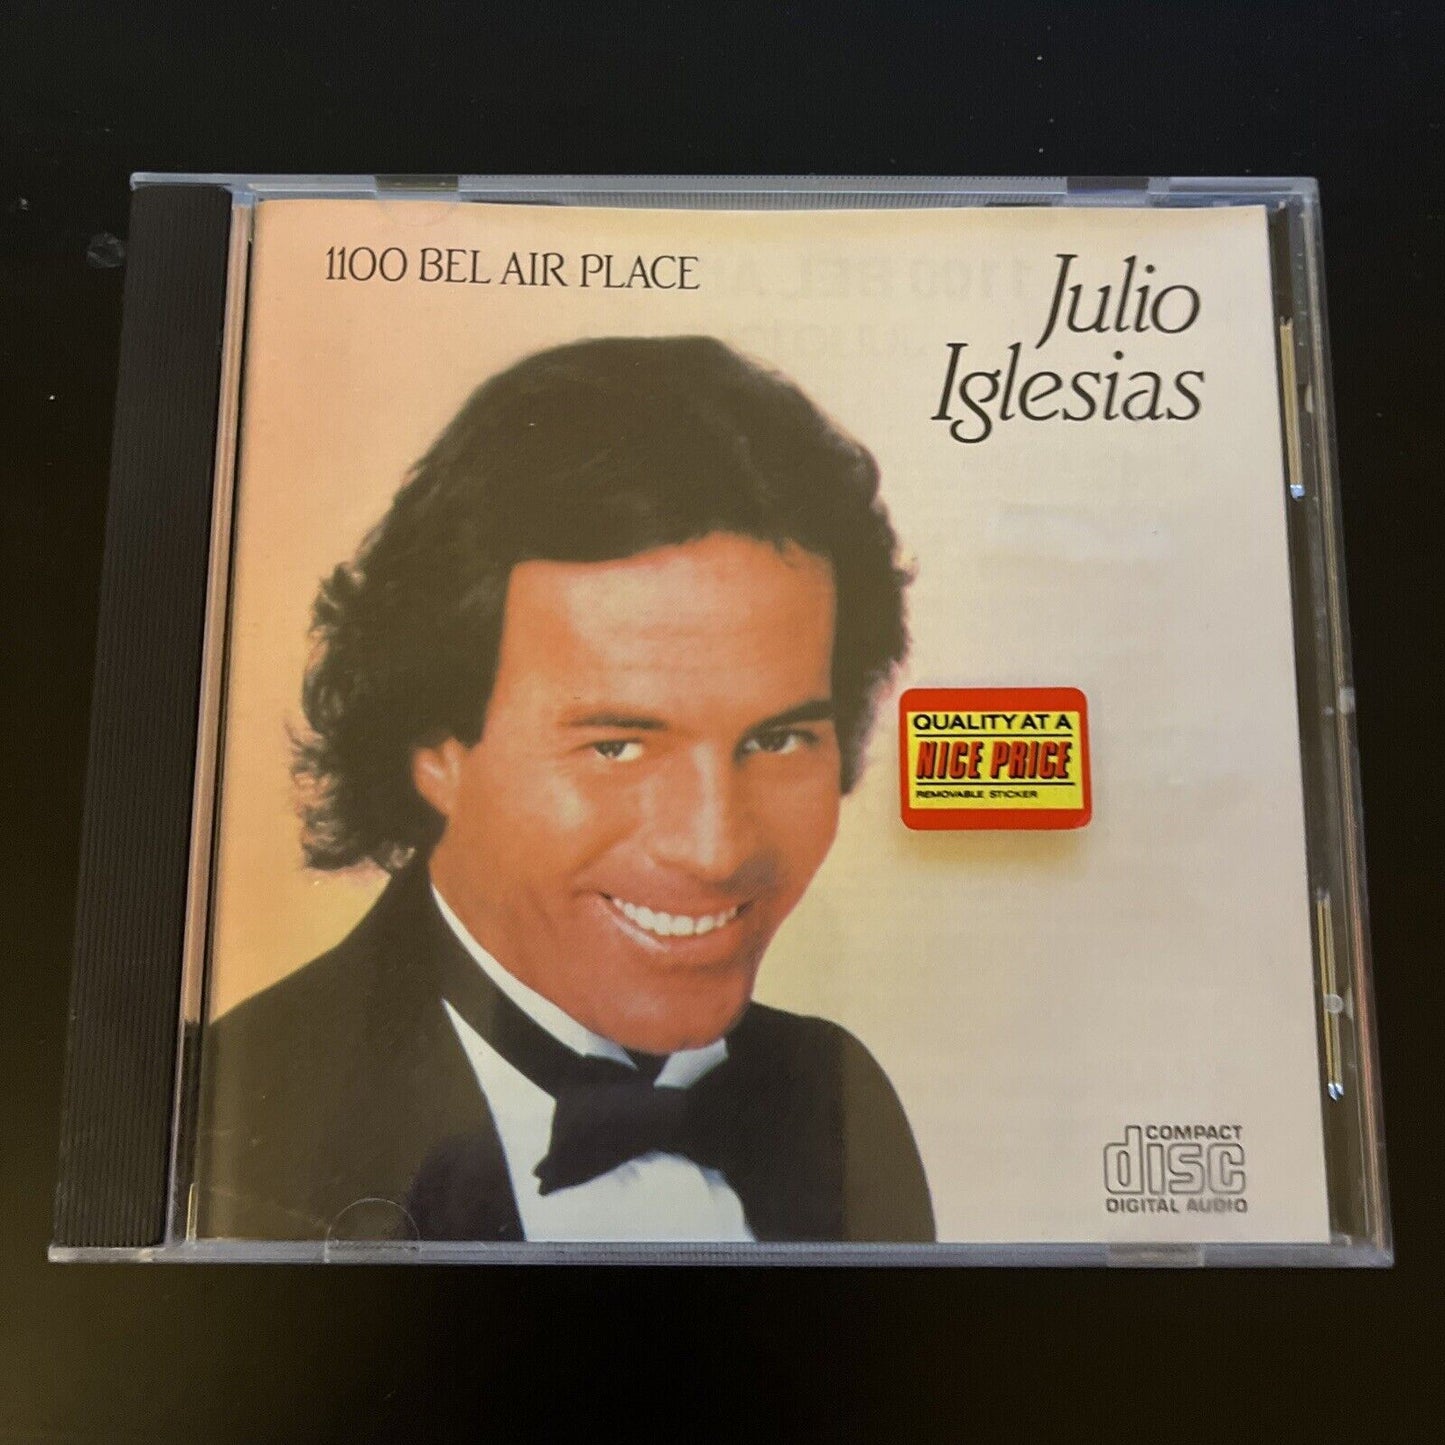 1100 BEL AIR PLACE
Julio
Iglesias
QUALITY AT A
NICE PRICE
REMOVABLE STICKER
COMPACT
disc
DIGITAL AUDIO